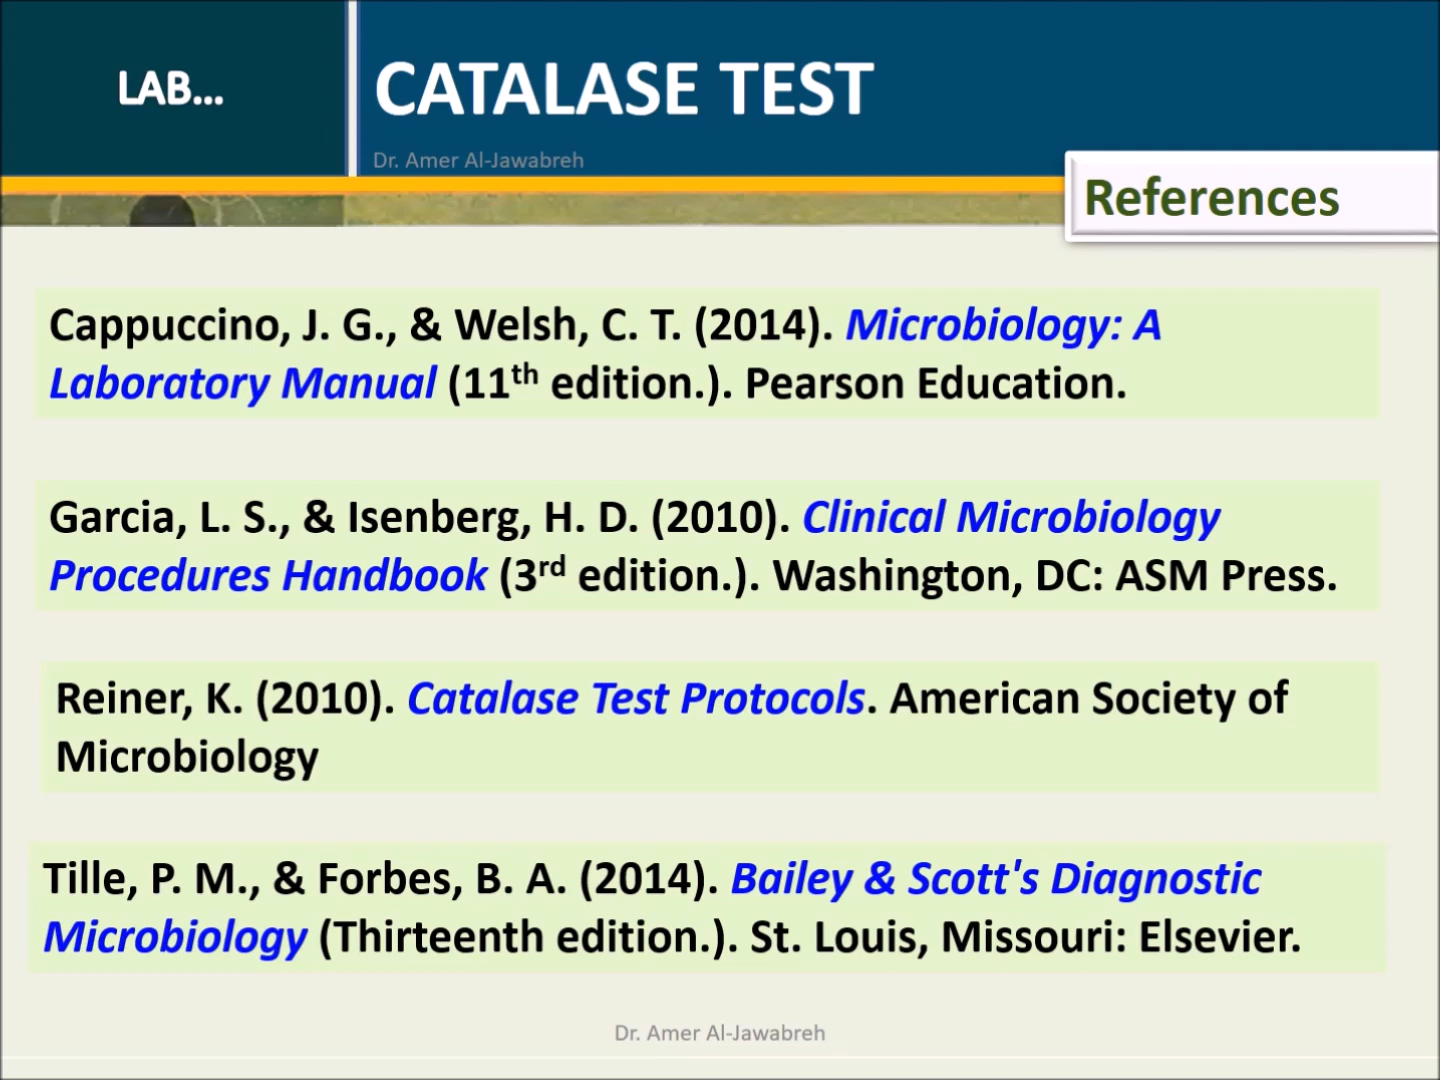 LAB...
CATALASE TEST
Dr. Amer Al-Jawabreh
References
Cappuccino, J. G., & Welsh, C. T. (2014). Microbiology: A
Laboratory Manual (11th edition.). Pearson Education.
Garcia, L. S., & Isenberg, H. D. (2010). Clinical Microbiology
Procedures Handbook (3rd edition.). Washington, DC: ASM Press.
Reiner, K. (2010). Catalase Test Protocols. American Society of
Microbiology
Tille, P. M., & Forbes, B. A. (2014). Bailey & Scott's Diagnostic
Microbiology (Thirteenth edition.). St. Louis, Missouri: Elsevier.
Dr. Amer Al-Jawabreh